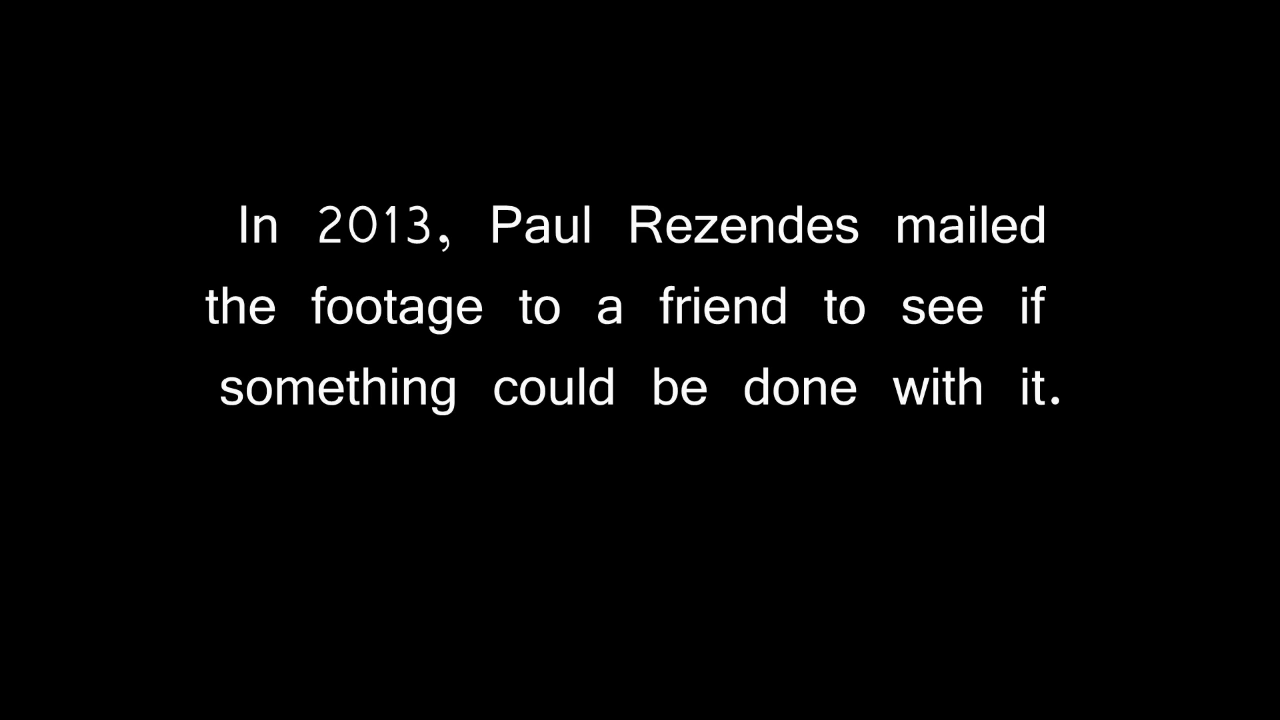 In 2013, Paul Rezendes mailed
the footage to a friend to see if
something could be done with it.